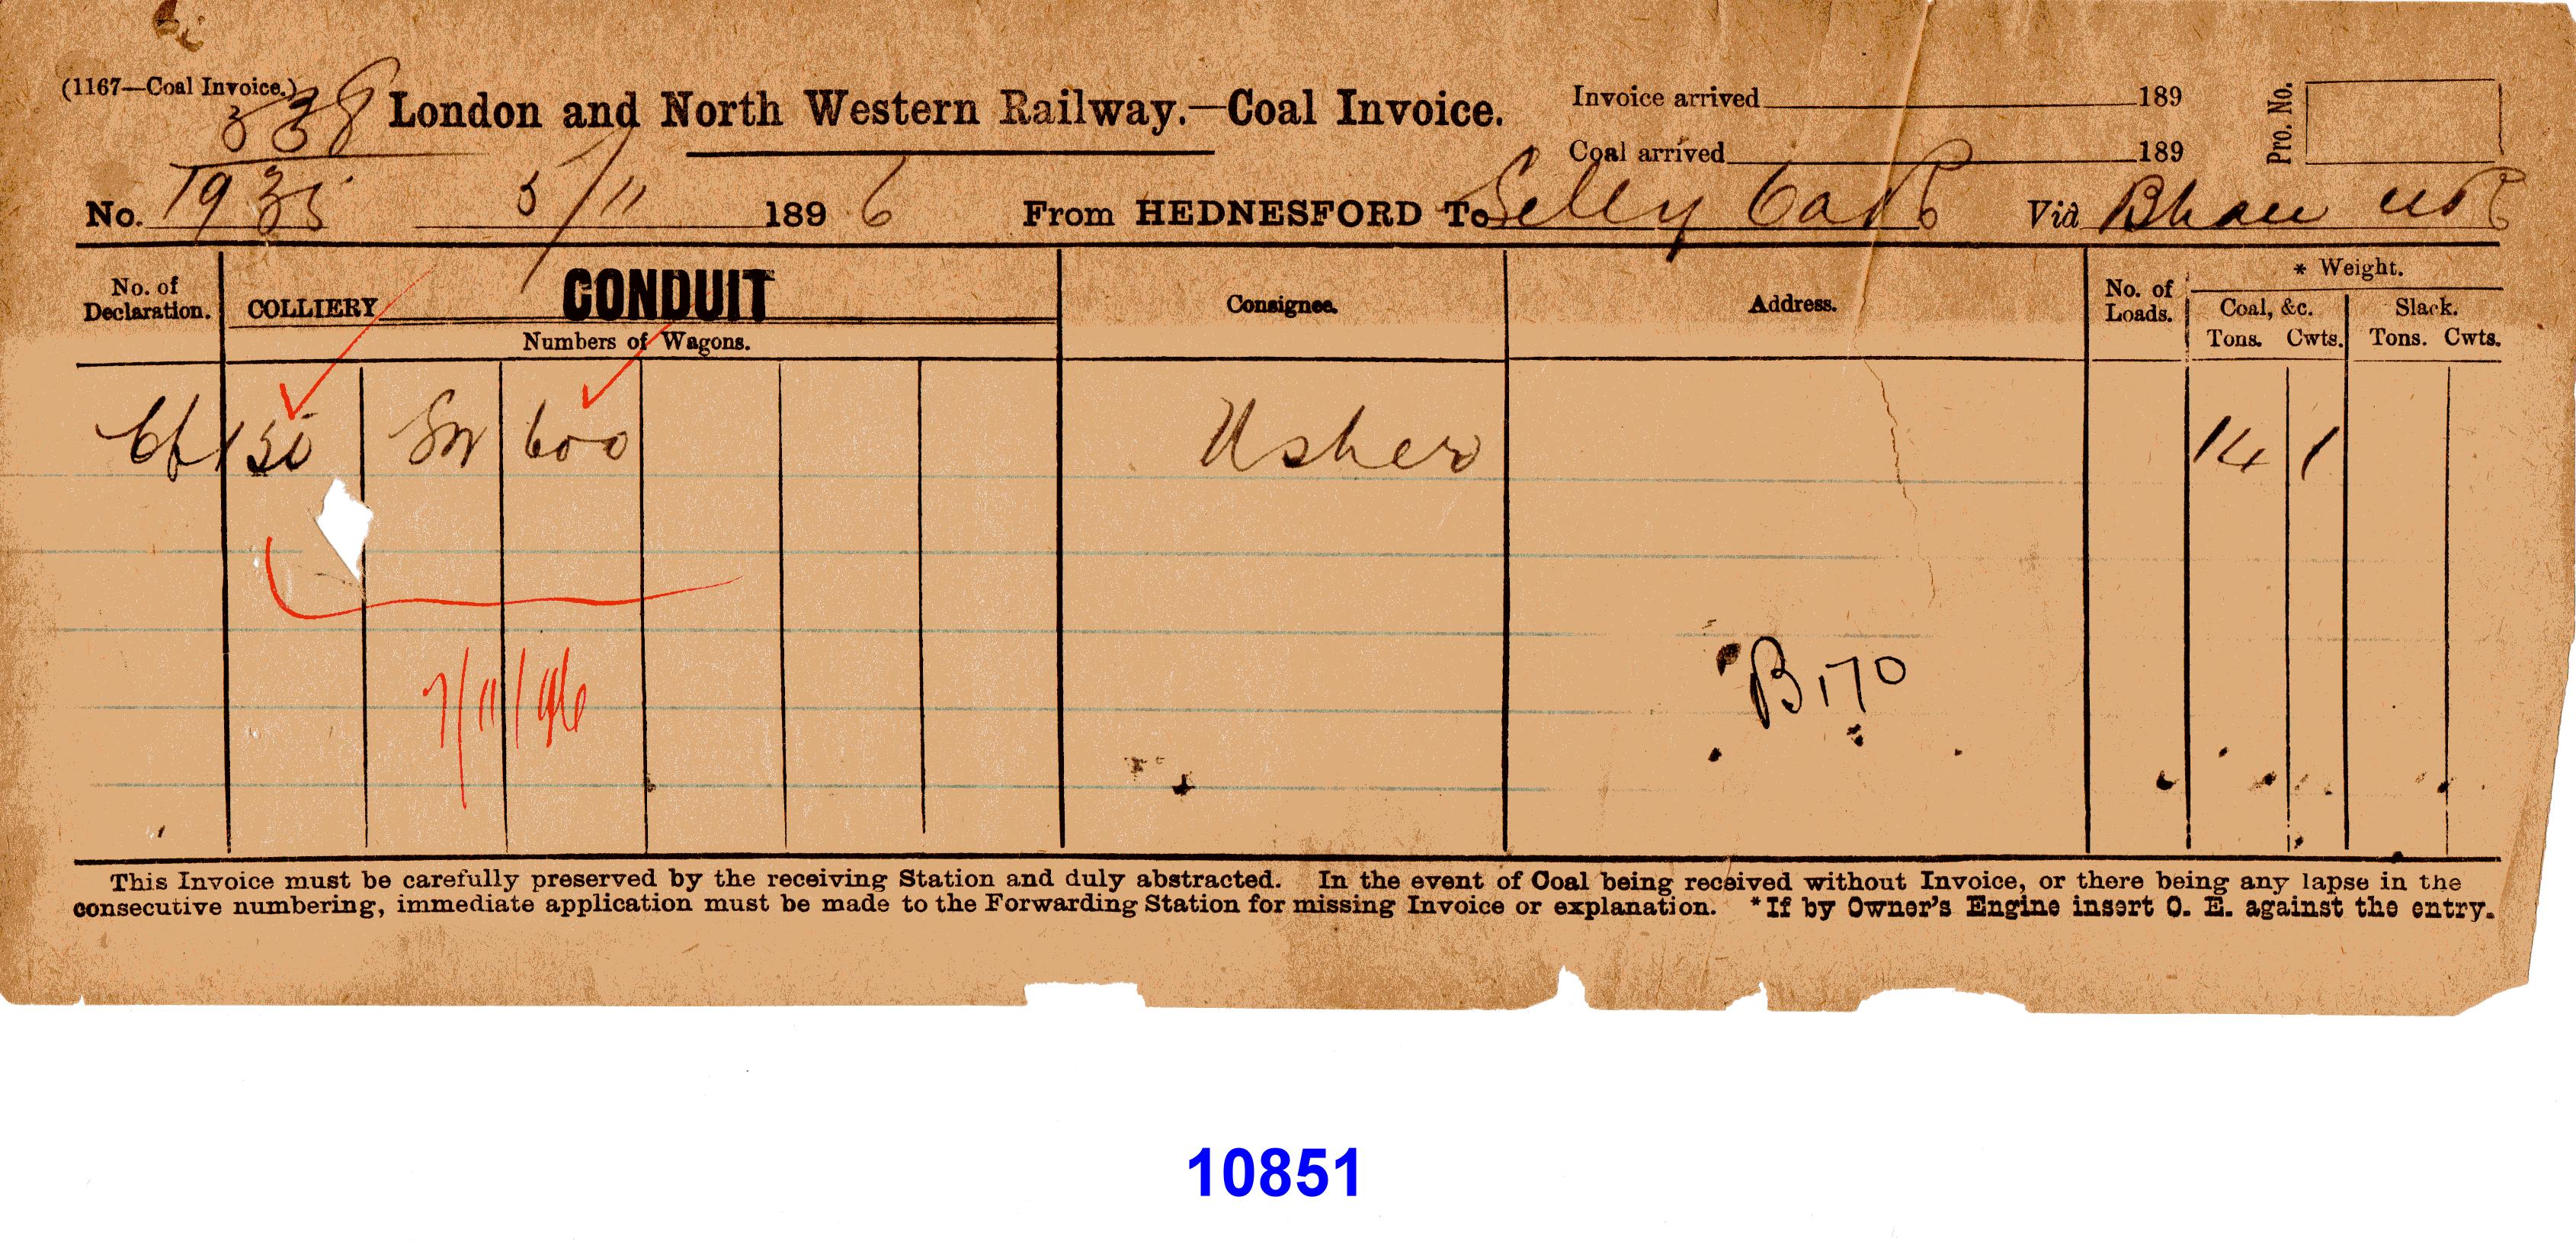 (1167—Coal Invoice.)
338
London and North Western Railway.—Coal Invoice.
Invoice arrived 189
Coal arrived 189
Pro. No.
No. 1935 5/11 1896 From HEDNESFORD To Selly Oak Via Bham
No. of Declaration.
COLLIERY CONDUIT
Numbers of Wagons.
Consignee.
Address.
No. of Loads.
* Weight.
Coal, &c.
Tons. Cwts.
Slack.
Tons. Cwts.
600 Usher 14 1
7/11/96
B170
This Invoice must be carefully preserved by the receiving Station and duly abstracted. In the event of Coal being received without Invoice, or there being any lapse in the
consecutive numbering, immediate application must be made to the Forwarding Station for missing Invoice or explanation. *If by Owner's Engine insert O. E. against the entry.
10851